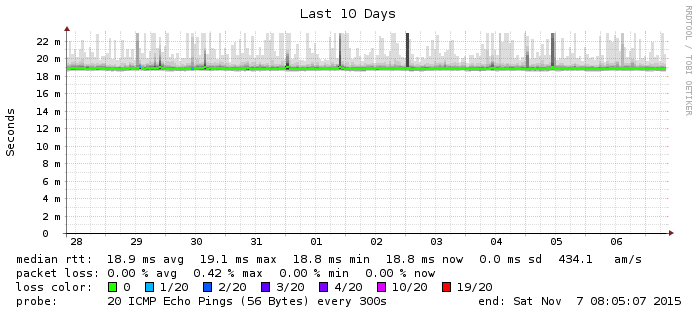 Last 10 Days
RRDTOOL / TOBI OETIKER
Seconds
22 m
20 m
18 m
16 m
14 m
12 m
10 m
8 m
6 m
4 m
2 m
0
28 29 30 31 01 02 03 04 05 06
median rtt: 18.9 ms avg 19.1 ms max 18.8 ms min 18.8 ms now 0.0 ms sd 434.1 am/s
packet loss: 0.00 % avg 0.42 % max 0.00 % min 0.00 % now
loss color: 0 1/20 2/20 3/20 4/20 10/20 19/20
probe: 20 ICMP Echo Pings (56 Bytes) every 300s end: Sat Nov 7 08:05:07 2015